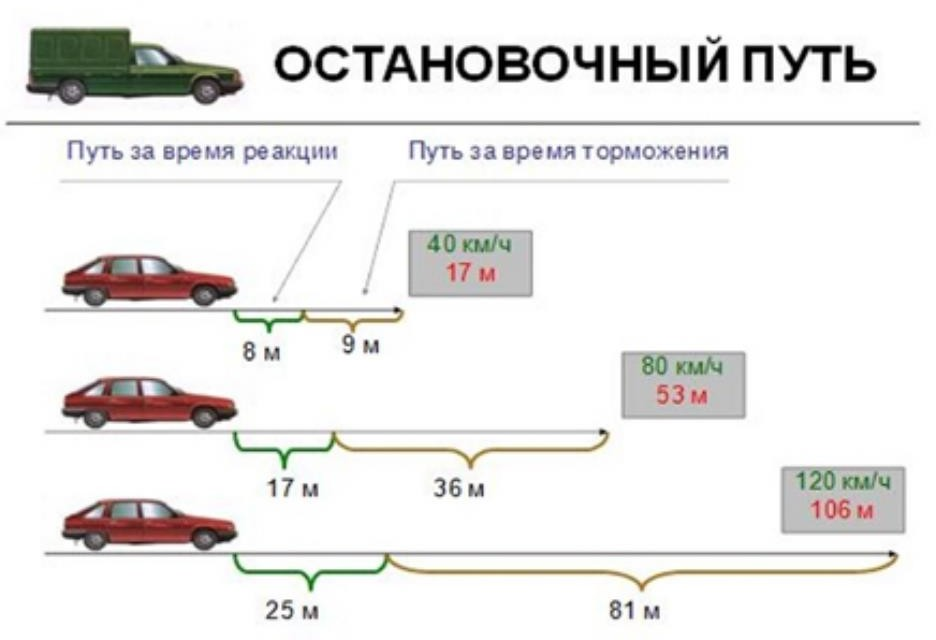 ОСТАНОВОЧНЫЙ ПУТЬ
Путь за время реакции
Путь за время торможения
40 км/ч
17 м
8 м
9 м
80 км/ч
53 м
17 м
36 м
120 км/ч
106 м
25 м
81 м